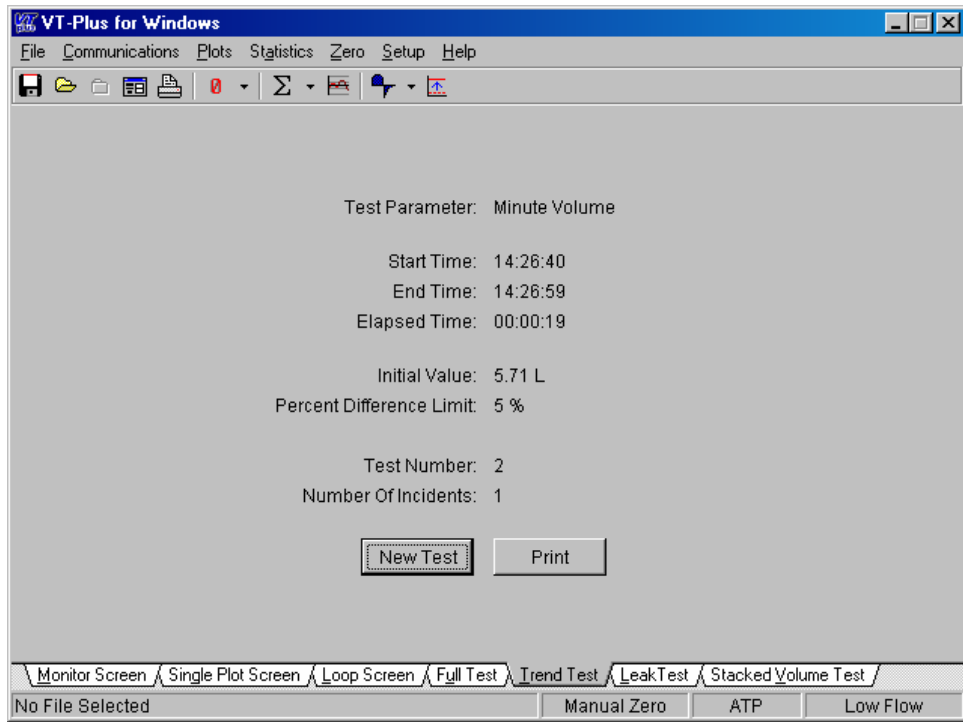 VT-Plus for Windows
File Communications Plots Statistics Zero Setup Help
Test Parameter: Minute Volume
Start Time: 14:26:40
End Time: 14:26:59
Elapsed Time: 00:00:19
Initial Value: 5.71 L
Percent Difference Limit: 5 %
Test Number: 2
Number Of Incidents: 1
New Test Print
Monitor Screen Single Plot Screen Loop Screen Full Test Trend Test LeakTest Stacked Volume Test
No File Selected Manual Zero ATP Low Flow